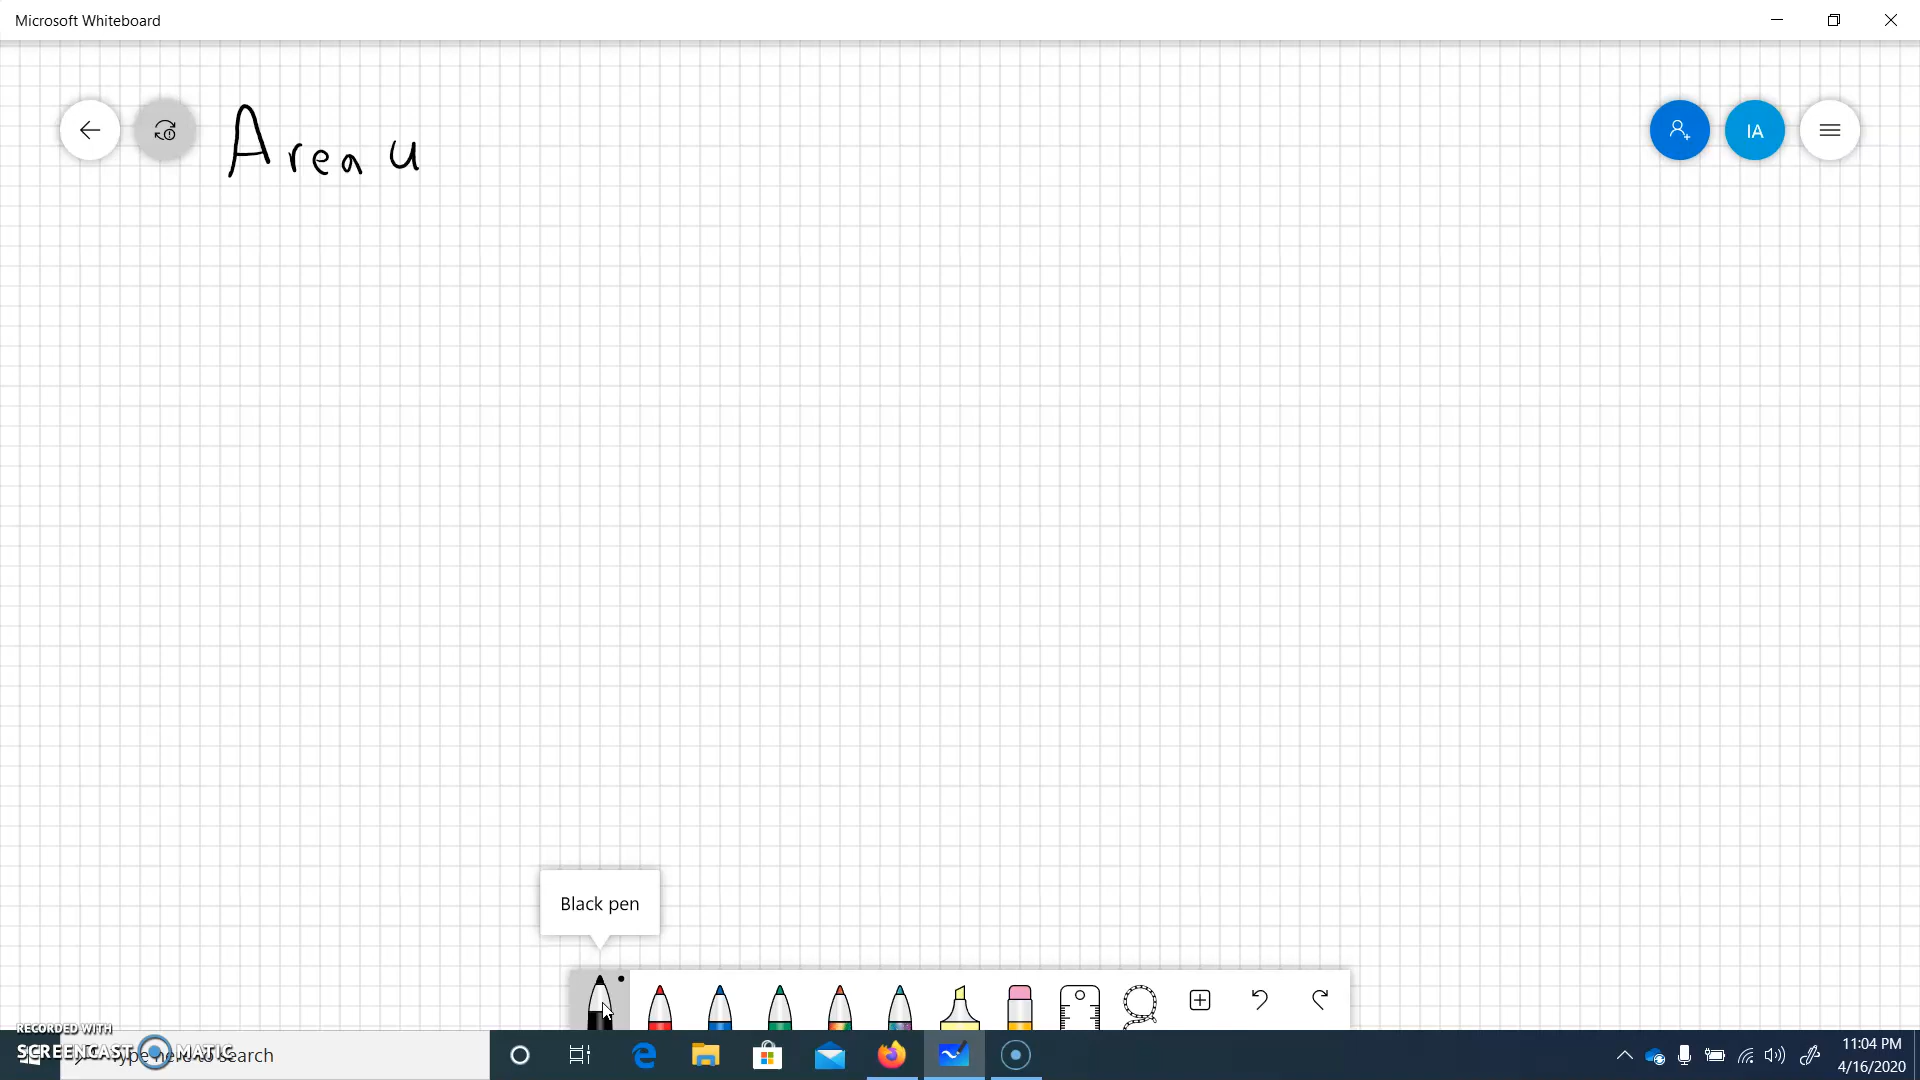 Microsoft Whiteboard
Area u
IA
Black pen
RECORDED WITH
SCREENCAST MATIC
Type here to search
11:04 PM
4/16/2020